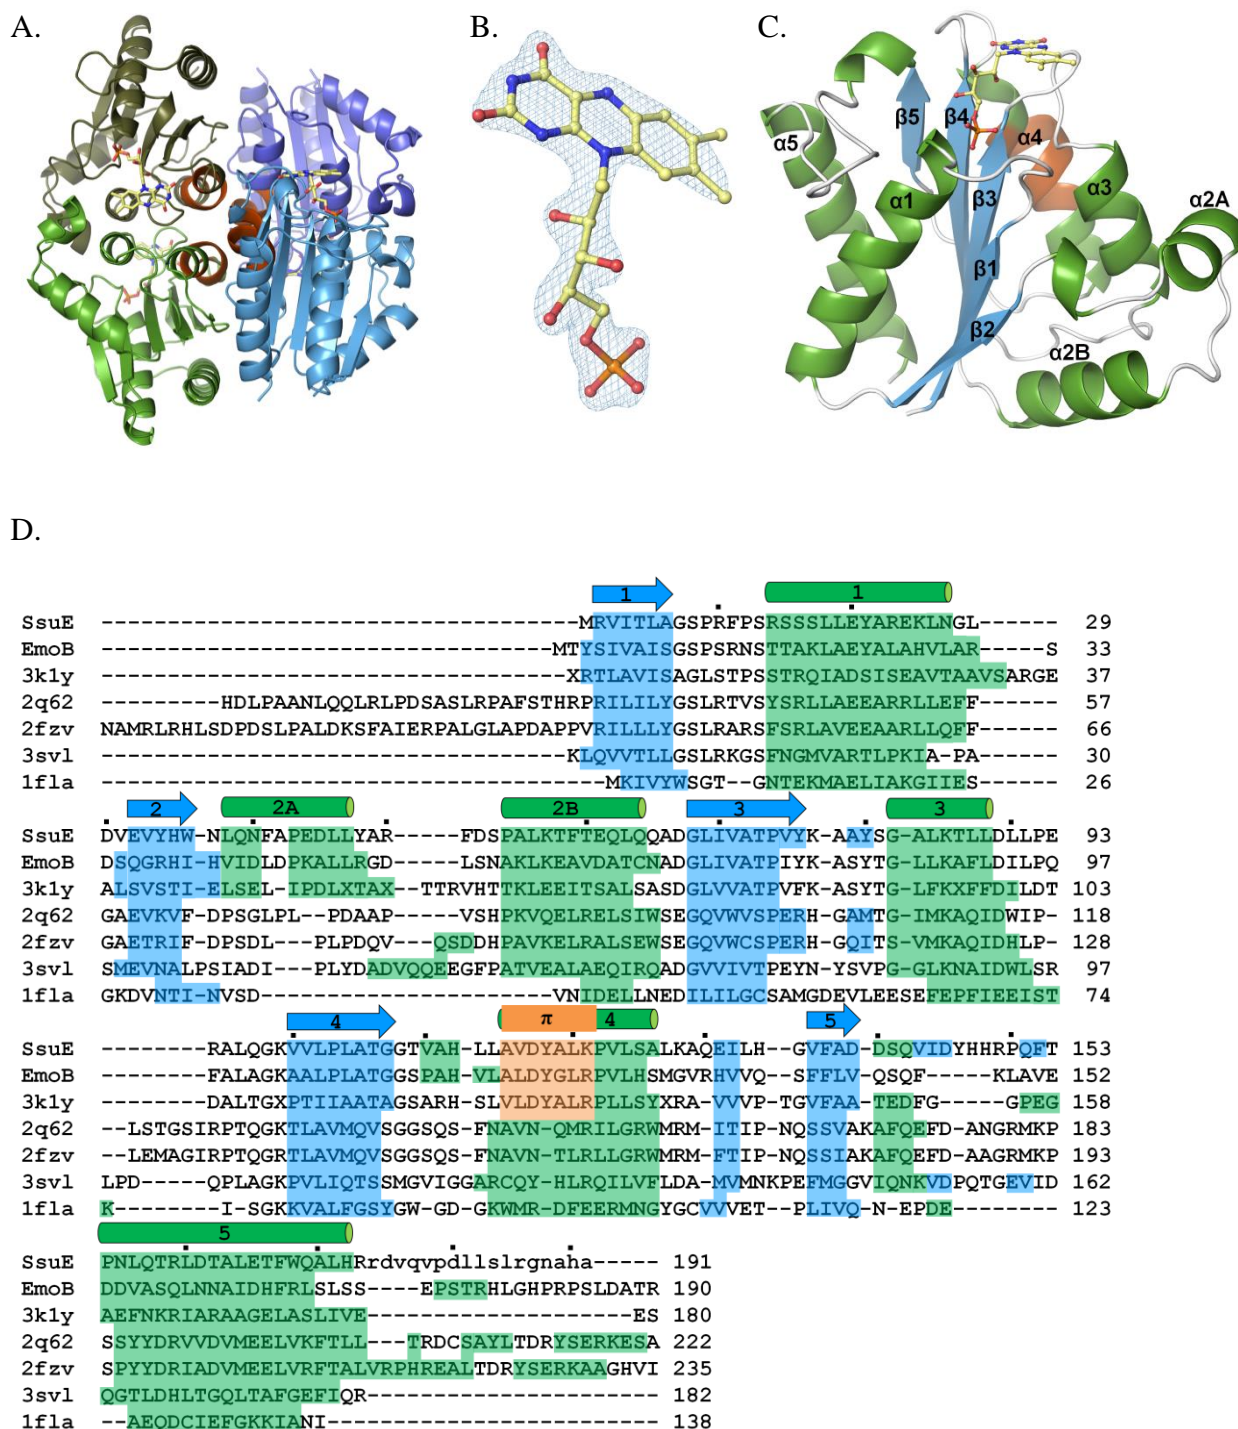 A.
B.
C.
β5
β4
α4
α5
α1
β3
α3
α2A
β1
β2
α2B
D.
1 1
SsuE ------------------------------------MRVITLAGSPRFPSRSSSLLEYAREKLNGL------ 29
EmoB ----------------------------------MTYSIVAISGSPSRNSTTAKLAEYALAHVLAR-----S 33
3k1y -----------------------------------XRTLAVISAGLSTPSSTRQIADSISEAVTAAVSARGE 37
2q62 ---------HDLPAANLQQLRLPDSASLRPAFSTHRPRILILYGSLRTVSYSRLLAEEARRLLEFF------ 57
2fzv NAMRLRHLSDPDSLPALDKSFAIERPALGLAPDAPPVRILLLYGSLRARSFSRLAVEEAARLLQFF------ 66
3svl -----------------------------------KLQVVTLLGSLRKGSFNGMVARTLPKIA-PA------ 30
1fla --------------------------------------MKIVYWSGT--GNTEKMAELIAKGIIES------ 26
2 2A 2B 3 3
SsuE DVEVYHW-NLQNFAPEDLLYAR-----FDSPALKTFTEQLQQADGLIVATPVYK-AAYSG-ALKTLLDLLPE 93
EmoB DSQGRHI-HVIDLDPKALLRGD----LSNAKLKEAVDATCNADGLIVATPIYK-ASYTG-LLKAFLDILPQ 97
3k1y ALSVSTI-ELSEL-IPDLXTAX--TTRVHTTKLEEITSALSASDGLVVATPVFK-ASYTG-LFKXFFDILDT 103
2q62 GAEVKVF-DPSGLPL--PDAAP-----VSHPKVQELRELSIWSEGQVWVSPERH-GAMTG-IMKAQIDWIP- 118
2fzv GAETRIF-DPSDL--PLPDQV---QSDDHPAVKELRALSEWSEGQVWCSPERH-GQITS-VMKAQIDHLP- 128
3svl SMEVNALPSIADI---PLYDADVQQEEGFPATVEALAEQIRQADGVVIVTPEYN-YSVPG-GLKNAIDWLSR 97
1fla GKDVNTI-NVSD----------------------VNIDELLNEDILILGCSAMGDEVLEESEFEPFIEEIST 74
4 π 4 5
SsuE --------RALQGKVVLPLATGGTVAH-LLAVDYALKPVLSALKAQEILH-GVFAD-DSQVIDYHHRPQFT 153
EmoB --------FALAGKAALPLATGGSPAH-VLALDYGLRPVLHSMGVRHVVQ-SFFLV-QSQF----KLAVE 152
3k1y --------DALTGXPTIIAATAGSARH-SLVLDYALRPLLSYXRA-VVVP-TGVFAA-TEDFG-----GPEG 158
2q62 --LSTGSIRPTQGKTLAVMQVSGGSQS-FNAVN-QMRILGRWMRM-ITIP-NQSSVAKAFQEFD-ANGRMKP 183
2fzv --LEMAGIRPTQGRTLAVMQVSGGSQS-FNAVN-TLRLLGRWMRM-FTIP-NQSSIAKAFQEFD-AAGRMKP 193
3svl LPD-----QPLAGKPVLIQTSSMGVIGGARCQY-HLRQILVFLDA-MVMNKPEFMGGVIQNKVDPQTGEVID 162
1fla K--------I-SGKKVALFGSYGW-GD-GKWMR-DFEERMNGYGCVVVET--PLIVQ-N-EPDE-------- 123
5
SsuE PNLQTRLDTALETFWQALHRrdvqvpdllslrgnaha----- 191
EmoB DDVASQLNNAIDHFRLSLSS----EPSTRHLGHPRPSLDATR 190
3k1y AEFNKRIARAAGELASLIVE--------------------ES 180
2q62 SSYYDRVVDVMEELVKFTLL---TRDCSAYLTDRYSERKESA 222
2fzv SPYYDRIADVMEELVRFTALVRPHREALTDRYSERKAAGHVI 235
3svl QGTLDHLTGQLTAFGEFIQR---------------------- 182
1fla --AEQDCIEFGKKIANI------------------------- 138